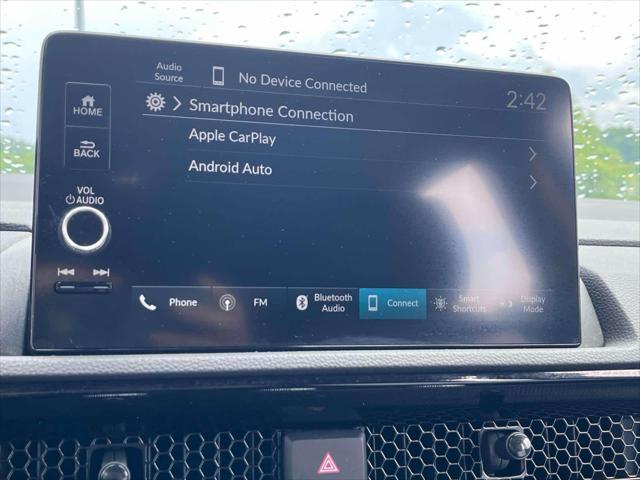 Audio
Source
No Device Connected
2:42
HOME
Smartphone Connection
BACK
Apple CarPlay
Android Auto
VOL
AUDIO
Phone
FM
Bluetooth
Audio
Connect
Smart
Shortcuts
Display
Mode